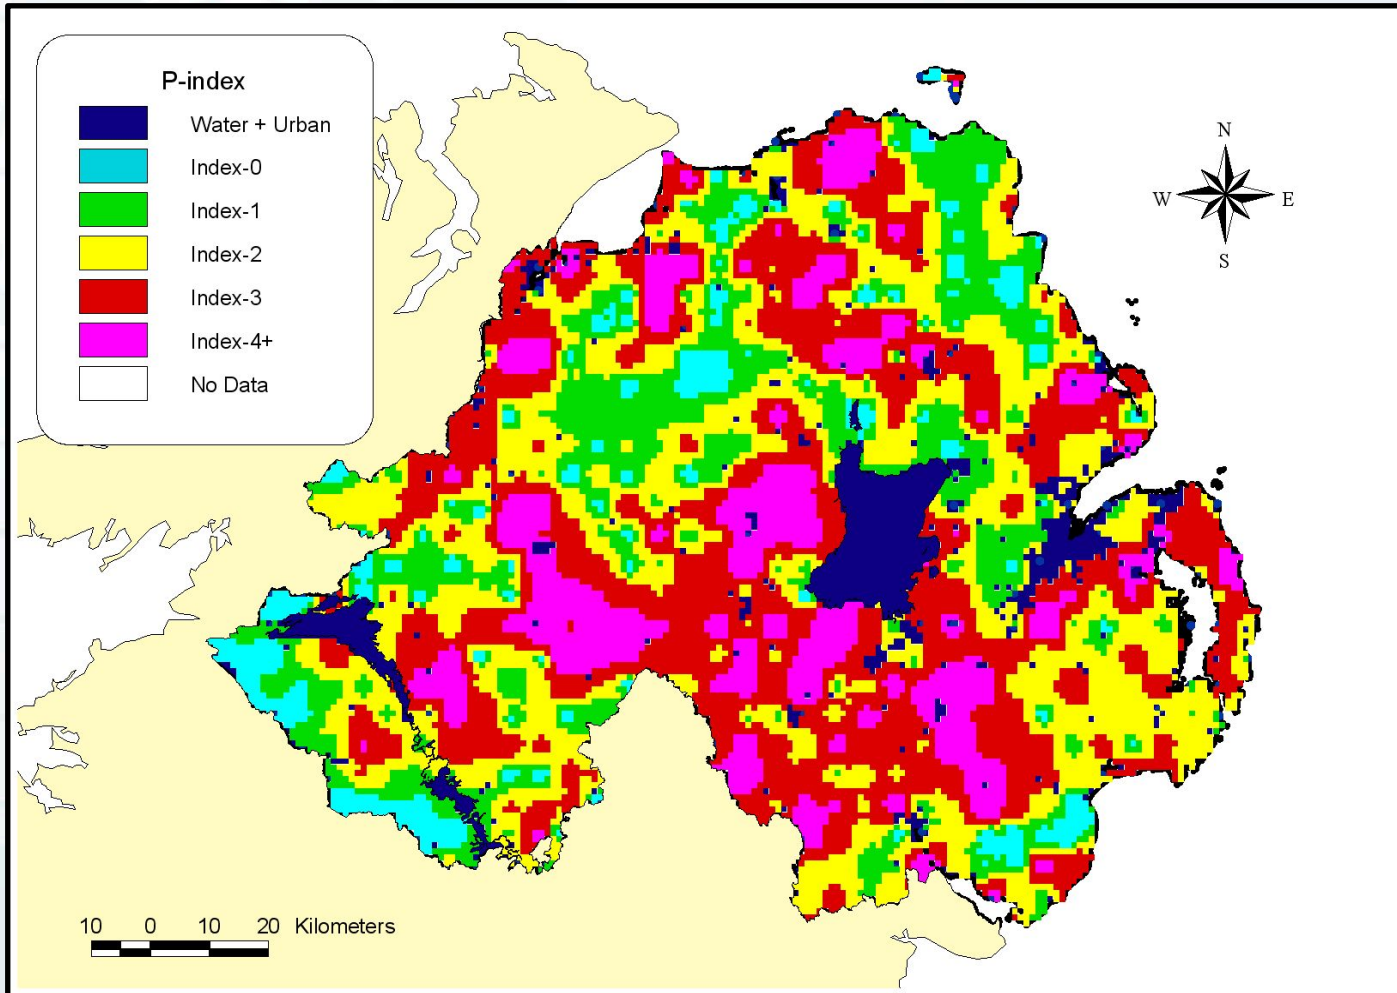 P-index
Water + Urban
Index-0
Index-1
Index-2
Index-3
Index-4+
No Data
N
W E
S
10 0 10 20 Kilometers